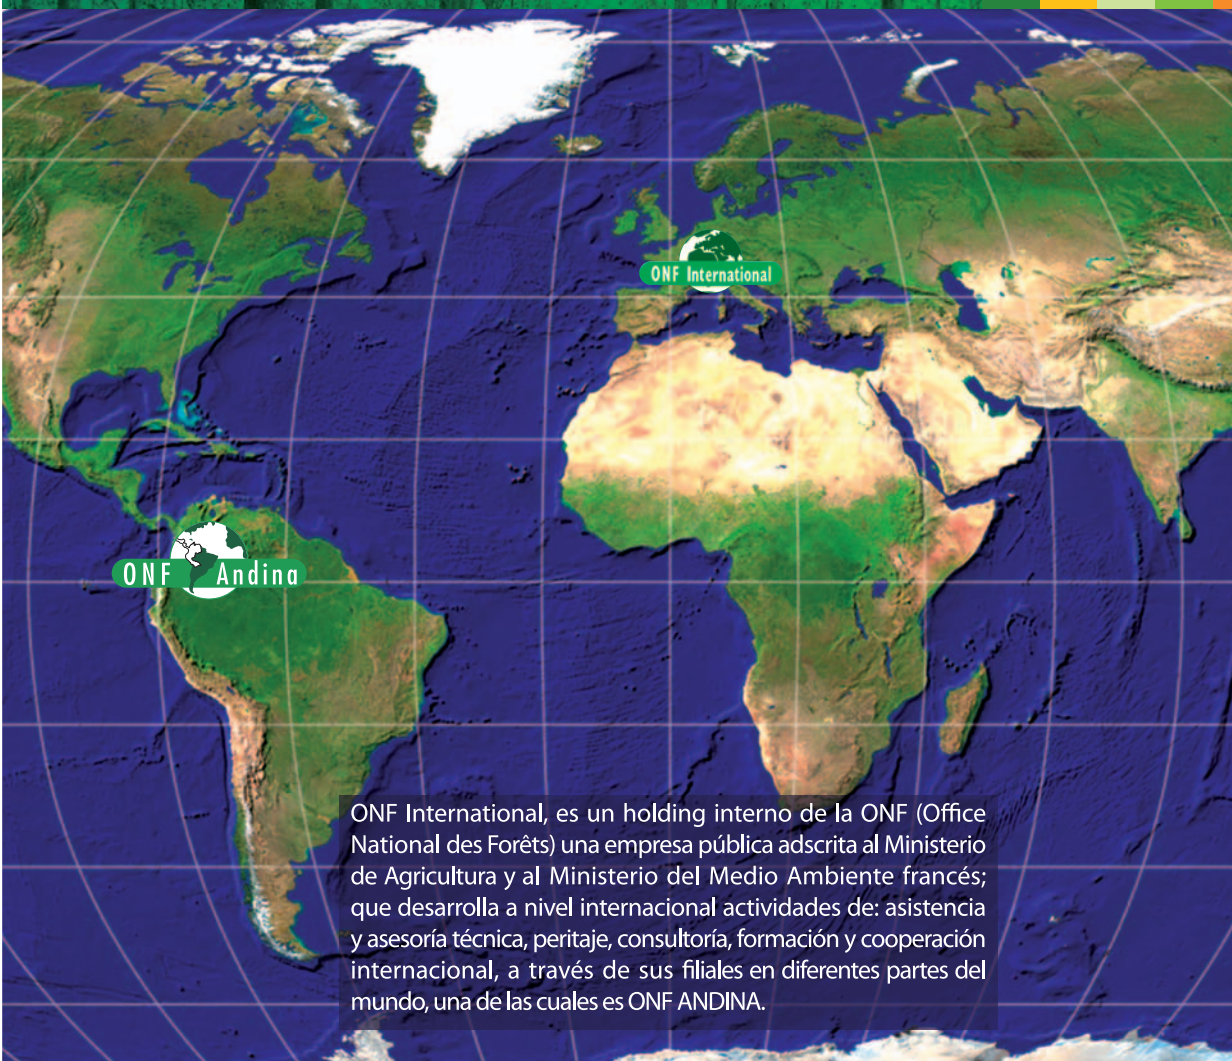 ONF International
ONF Andina
ONF International, es un holding interno de la ONF (Office
National des Forêts) una empresa pública adscrita al Ministerio
de Agricultura y al Ministerio del Medio Ambiente francés;
que desarrolla a nivel internacional actividades de: asistencia
y asesoría técnica, peritaje, consultoría, formación y cooperación
internacional, a través de sus filiales en diferentes partes del
mundo, una de las cuales es ONF ANDINA.